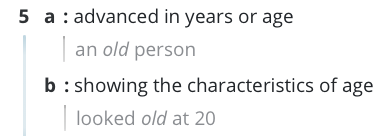 5 a : advanced in years or age
an old person
b : showing the characteristics of age
looked old at 20